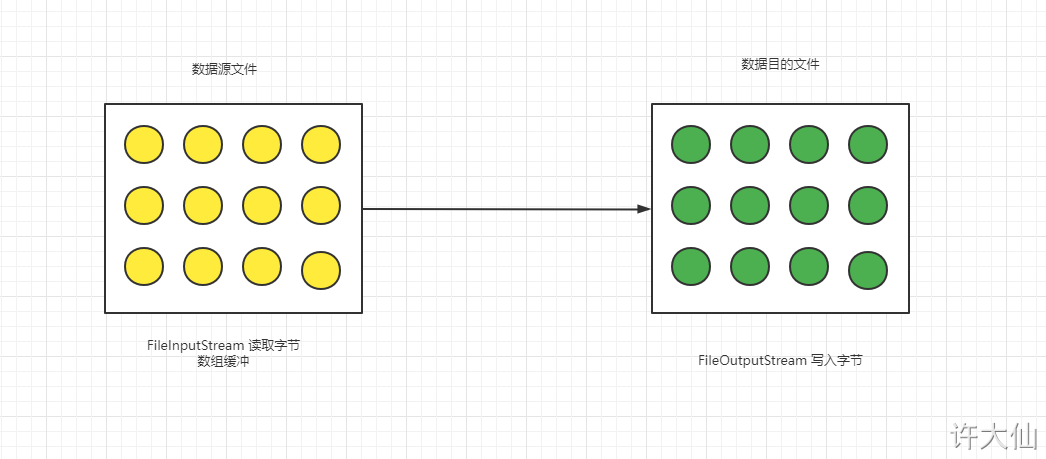 数据源文件
数据目的文件
FileInputStream 读取字节
数组缓冲
FileOutputStream 写入字节
许大仙